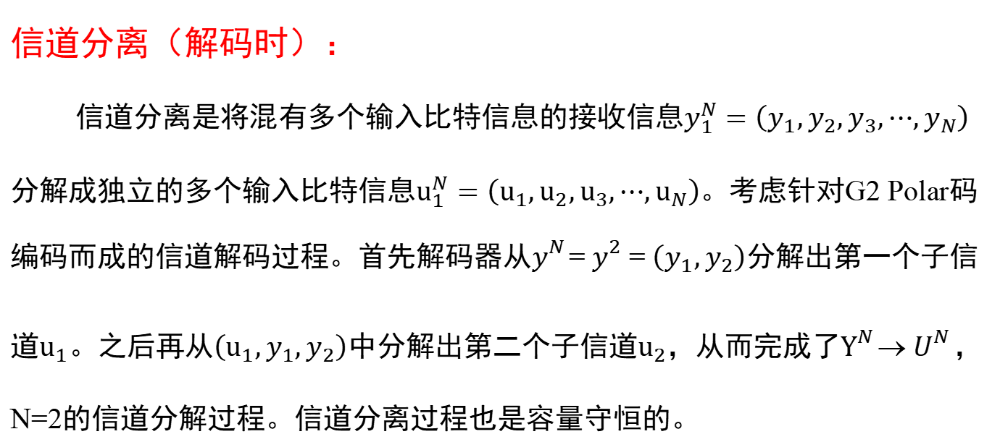 信道分离（解码时）：
信道分离是将混有多个输入比特信息的接收信息$y_1^N = (y_1, y_2, y_3, \cdots, y_N)$
分解成独立的多个输入比特信息$\mathrm{u}_1^N = (\mathrm{u}_1, \mathrm{u}_2, \mathrm{u}_3, \cdots, \mathrm{u}_N)$。考虑针对G2 Polar码
编码而成的信道解码过程。首先解码器从$y^N = y^2 = (y_1, y_2)$分解出第一个子信
道$\mathrm{u}_1$。之后再从$(\mathrm{u}_1, y_1, y_2)$中分解出第二个子信道$\mathrm{u}_2$，从而完成了$\mathrm{Y}^N \rightarrow U^N$，
N=2的信道分解过程。信道分离过程也是容量守恒的。